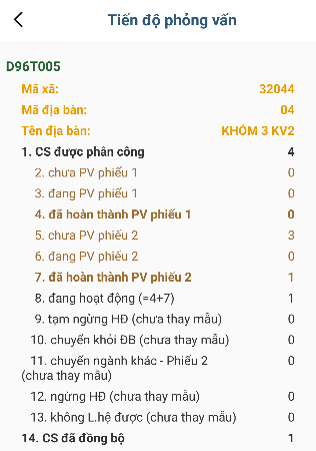 Tiến độ phỏng vấn
D96T005
Mã xã: 32044
Mã địa bàn: 04
Tên địa bàn: KHÓM 3 KV2
1. CS được phân công 4
2. chưa PV phiếu 1 0
3. đang PV phiếu 1 0
4. đã hoàn thành PV phiếu 1 0
5. chưa PV phiếu 2 3
6. đang PV phiếu 2 0
7. đã hoàn thành PV phiếu 2 1
8. đang hoạt động (=4+7) 1
9. tạm ngừng HĐ (chưa thay mẫu) 0
10. chuyển khỏi ĐB (chưa thay mẫu) 0
11. chuyển ngành khác - Phiếu 2 0
(chưa thay mẫu)
12. ngừng HĐ (chưa thay mẫu) 0
13. không L.hệ được (chưa thay mẫu) 0
14. CS đã đồng bộ 1